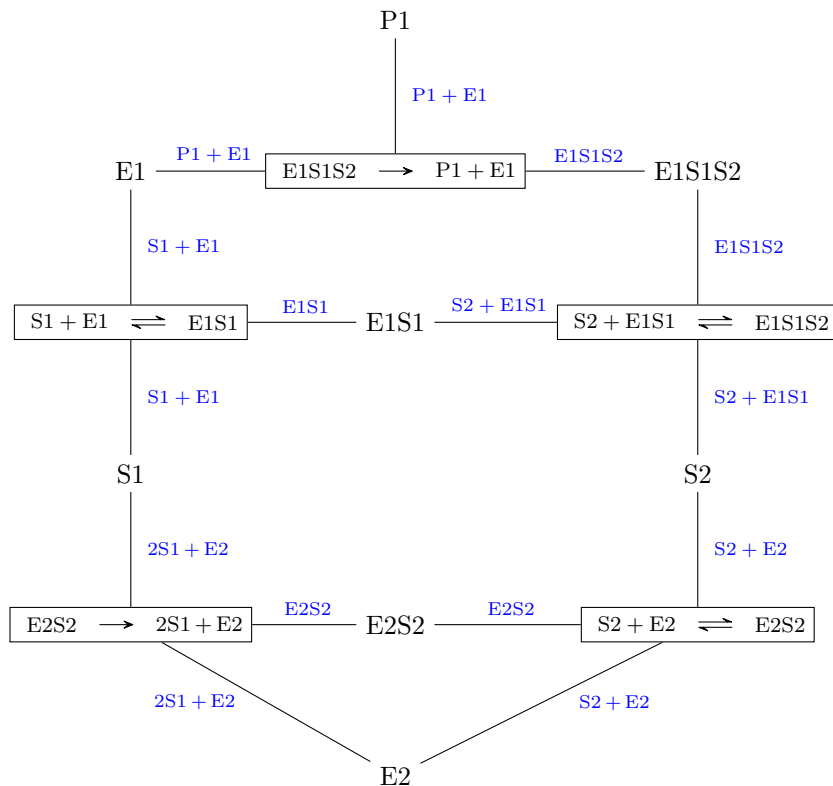 P1
P1 + E1
P1 + E1
E1S1S2
E1
E1S1S2 → P1 + E1
E1S1S2
S1 + E1
E1S1S2
E1S1
S2 + E1S1
S1 + E1 ⇌ E1S1
E1S1
S2 + E1S1 ⇌ E1S1S2
S1 + E1
S2 + E1S1
S1
S2
2S1 + E2
S2 + E2
E2S2
E2S2
E2S2 → 2S1 + E2
E2S2
S2 + E2 ⇌ E2S2
2S1 + E2
S2 + E2
E2